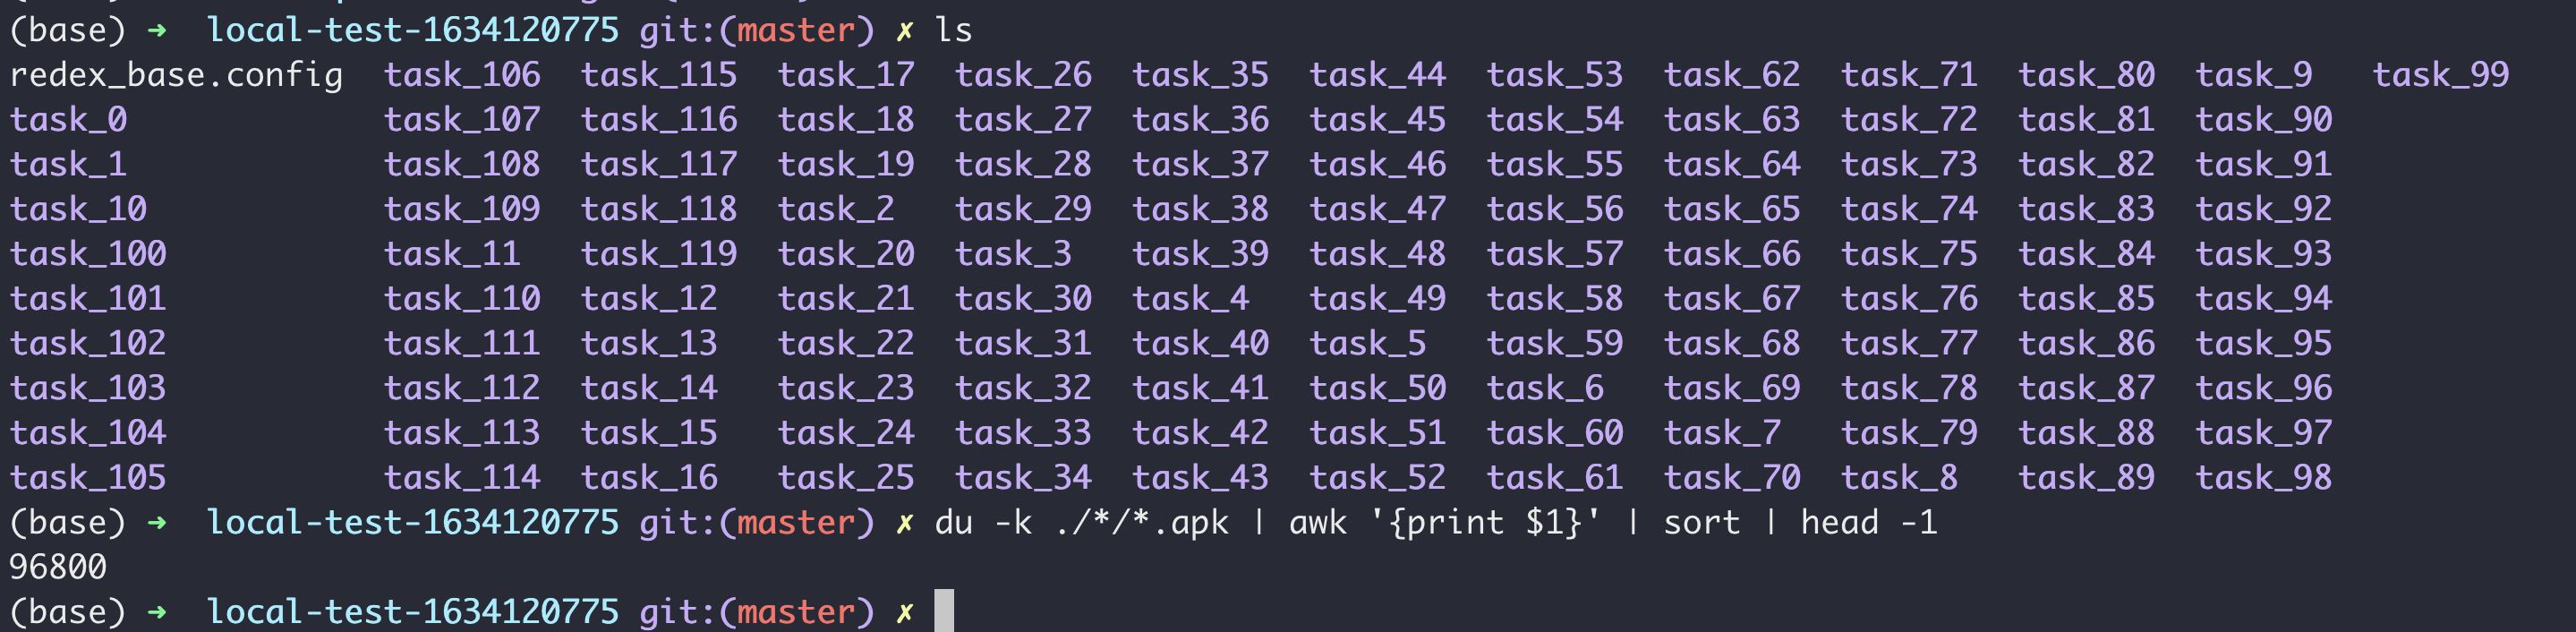 (base) ➜  local-test-1634120775 git:(master) ✗ ls
redex_base.config  task_106  task_115  task_17  task_26  task_35  task_44  task_53  task_62  task_71  task_80  task_9   task_99
task_0             task_107  task_116  task_18  task_27  task_36  task_45  task_54  task_63  task_72  task_81  task_90
task_1             task_108  task_117  task_19  task_28  task_37  task_46  task_55  task_64  task_73  task_82  task_91
task_10            task_109  task_118  task_2   task_29  task_38  task_47  task_56  task_65  task_74  task_83  task_92
task_100           task_11   task_119  task_20  task_3   task_39  task_48  task_57  task_66  task_75  task_84  task_93
task_101           task_110  task_12   task_21  task_30  task_4   task_49  task_58  task_67  task_76  task_85  task_94
task_102           task_111  task_13   task_22  task_31  task_40  task_5   task_59  task_68  task_77  task_86  task_95
task_103           task_112  task_14   task_23  task_32  task_41  task_50  task_6   task_69  task_78  task_87  task_96
task_104           task_113  task_15   task_24  task_33  task_42  task_51  task_60  task_7   task_79  task_88  task_97
task_105           task_114  task_16   task_25  task_34  task_43  task_52  task_61  task_70  task_8   task_89  task_98
(base) ➜  local-test-1634120775 git:(master) ✗ du -k ./*/*.apk | awk '{print $1}' | sort | head -1
96800
(base) ➜  local-test-1634120775 git:(master) ✗